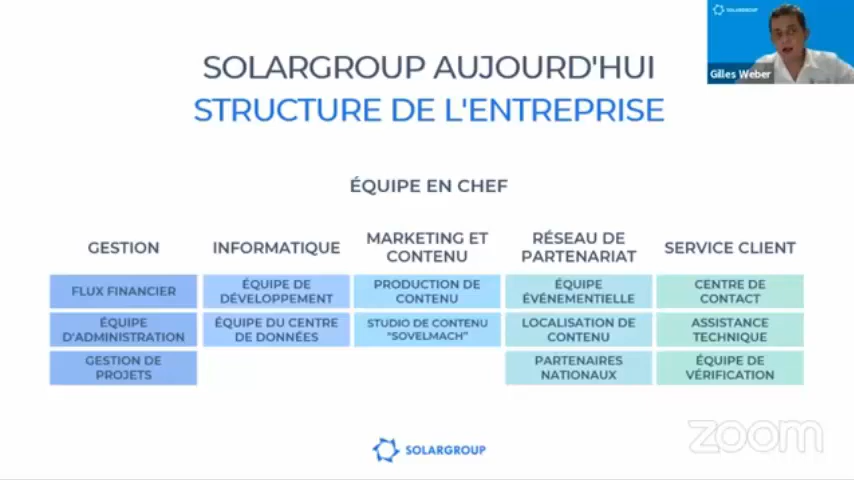 SOLARGROUP
Gilles Weber
SOLARGROUP AUJOURD'HUI
STRUCTURE DE L'ENTREPRISE
ÉQUIPE EN CHEF
GESTION
FLUX FINANCIER
ÉQUIPE
D'ADMINISTRATION
GESTION DE
PROJETS
INFORMATIQUE
ÉQUIPE DE
DÉVELOPPEMENT
ÉQUIPE DU CENTRE
DE DONNÉES
MARKETING ET
CONTENU
PRODUCTION DE
CONTENU
STUDIO DE CONTENU
"SOVELMACH"
RÉSEAU DE
PARTENARIAT
ÉQUIPE
ÉVÉNEMENTIELLE
LOCALISATION DE
CONTENU
PARTENAIRES
NATIONAUX
SERVICE CLIENT
CENTRE DE
CONTACT
ASSISTANCE
TECHNIQUE
ÉQUIPE DE
VÉRIFICATION
SOLARGROUP
zoom